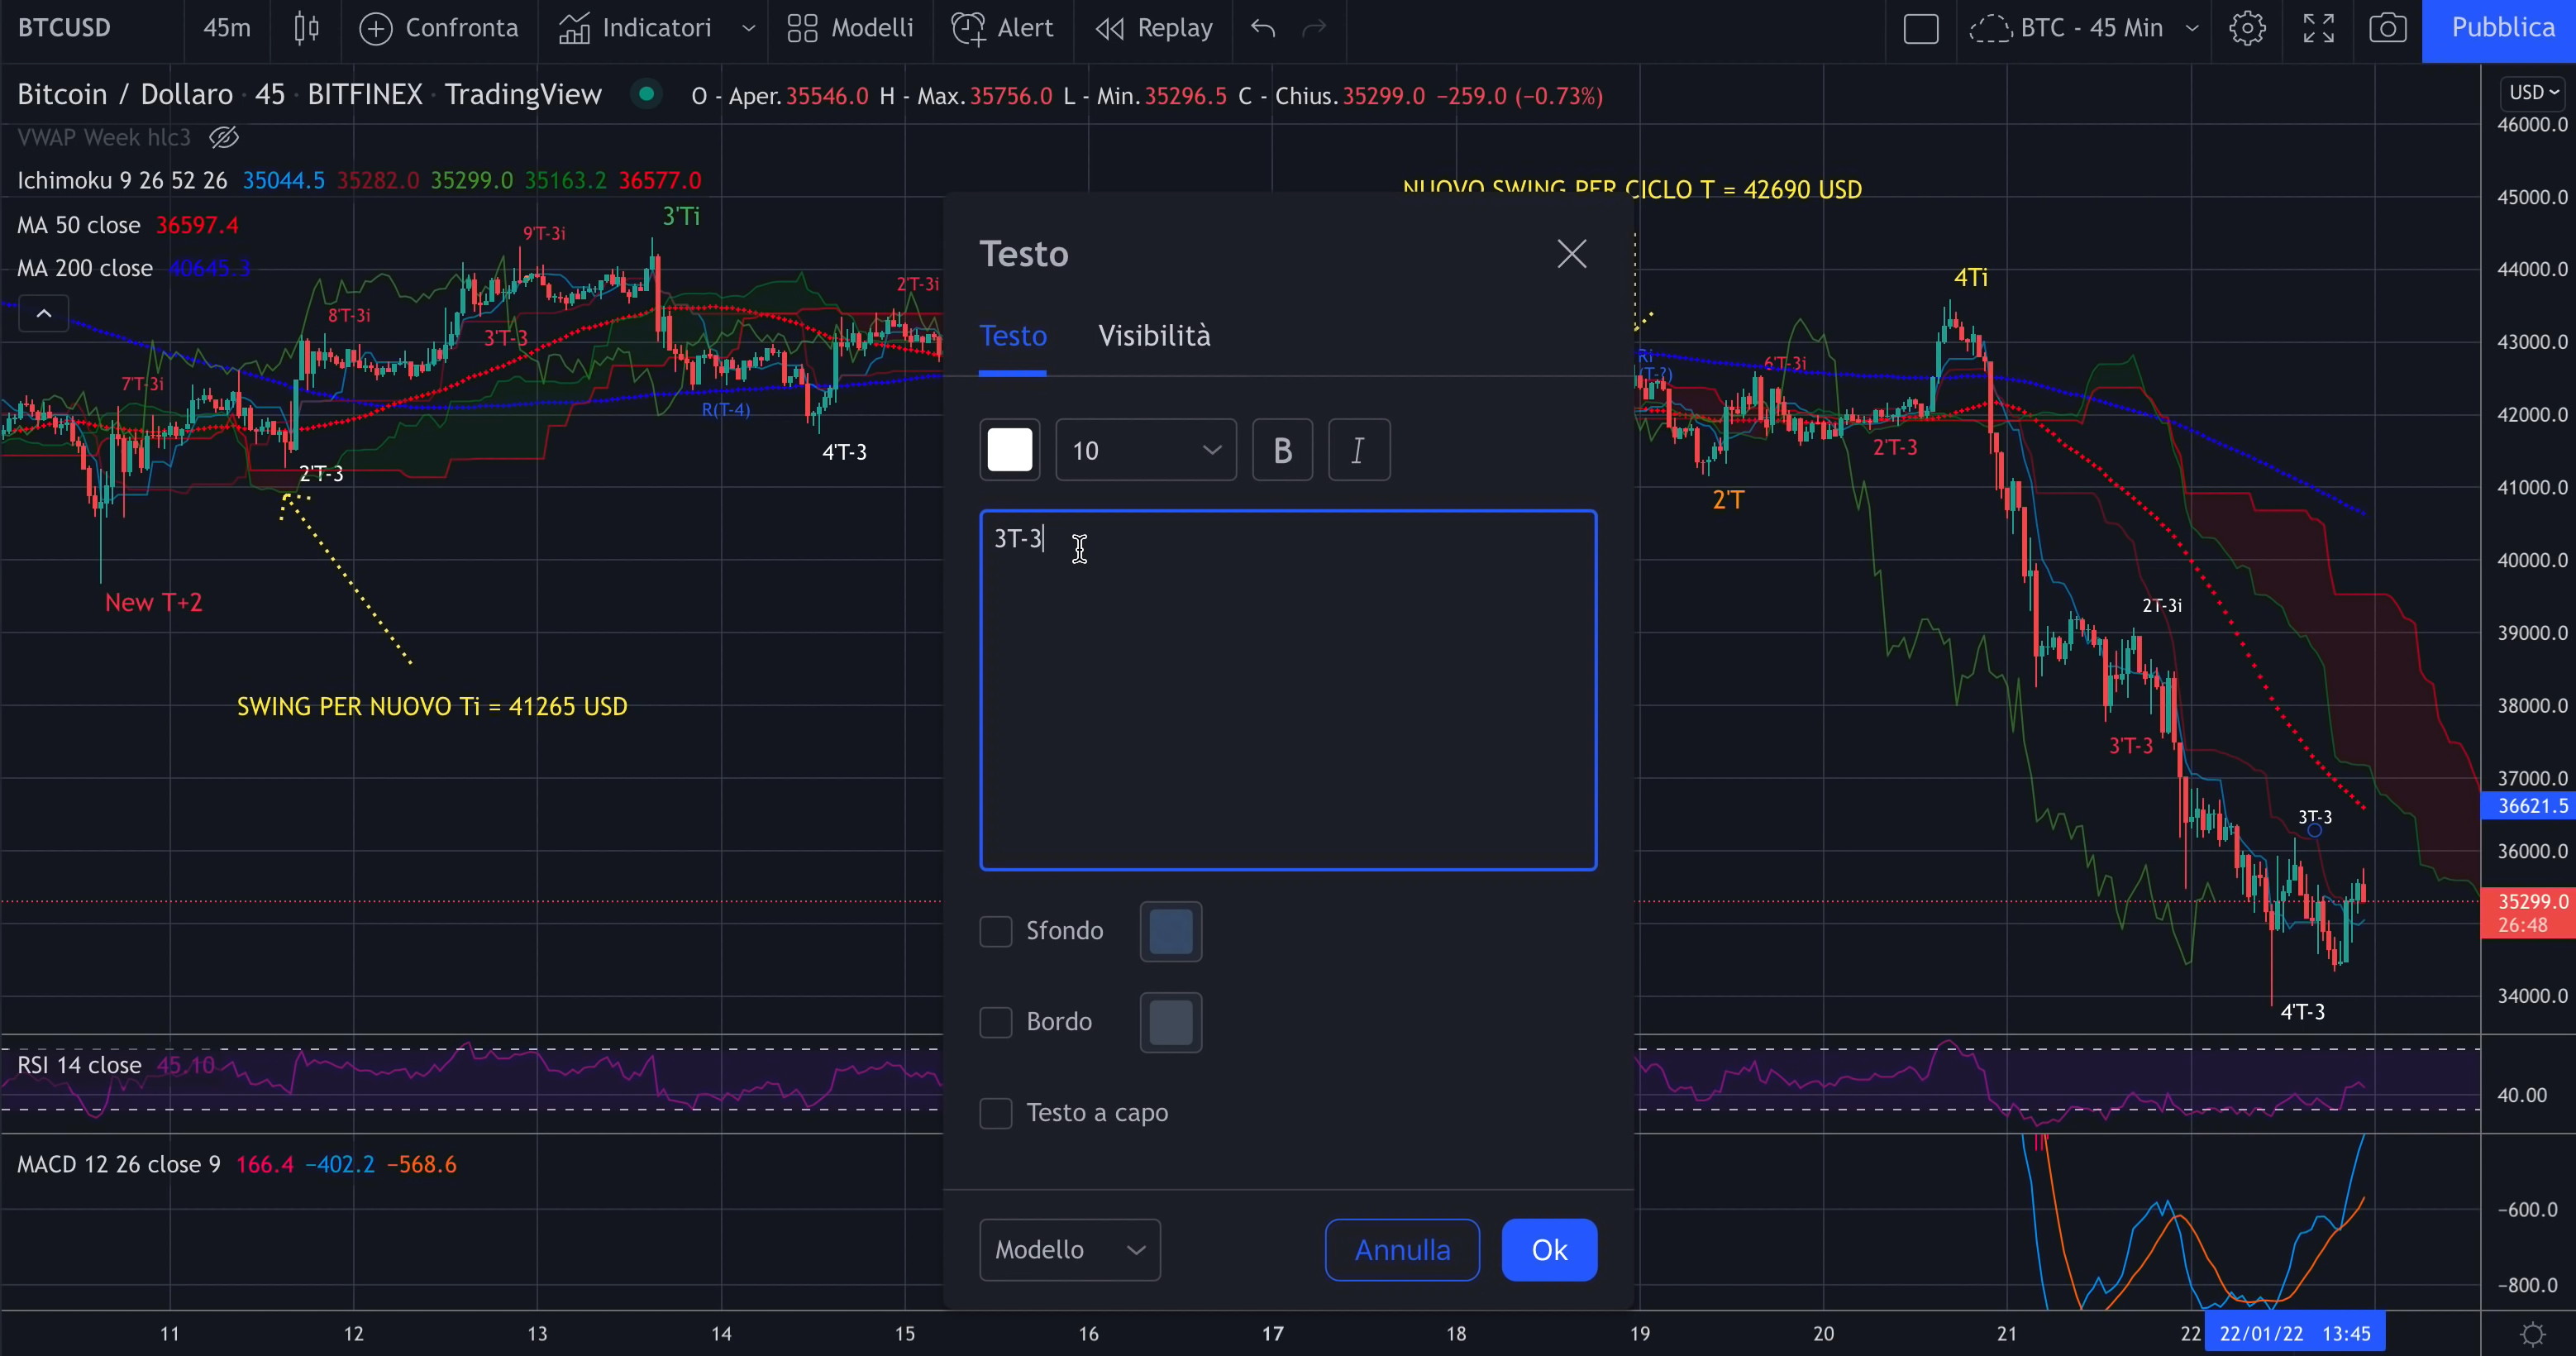 BTCUSD 45m Confronta Indicatori Modelli Alert Replay BTC - 45 Min Pubblica
Bitcoin / Dollaro · 45 · BITFINEX · TradingView O - Aper.35546.0 H - Max.35756.0 L - Min.35296.5 C - Chius.35299.0 −259.0 (−0.73%)
USD
VWAP Week hlc3
46000.0
Ichimoku 9 26 52 26 35044.5 35282.0 35299.0 35163.2 36577.0
NUOVO SWING PER CICLO T = 42690 USD
45000.0
MA 50 close 36597.4
3'Ti
9'T-3i
MA 200 close 40645.3
44000.0
4Ti
2'T-3i
8'T-3i
3'T-3
43000.0
Ri
(T-2)
6'T-3i
7'T-3i
R(T-4)
42000.0
4'T-3
2'T-3
2'T-3
41000.0
2'T
40000.0
New T+2
SWING PER NUOVO Ti = 41265 USD
2T-3i
39000.0
38000.0
3'T-3
37000.0
36621.5
3T-3
36000.0
35299.0
26:48
34000.0
4'T-3
Testo
Testo Visibilità
10 B I
3T-3
Sfondo
Bordo
Testo a capo
Modello Annulla Ok
RSI 14 close 45.10
40.00
MACD 12 26 close 9 166.4 −402.2 −568.6
−600.0
−800.0
11 12 13 14 15 16 17 18 19 20 21 22 22/01/22 13:45